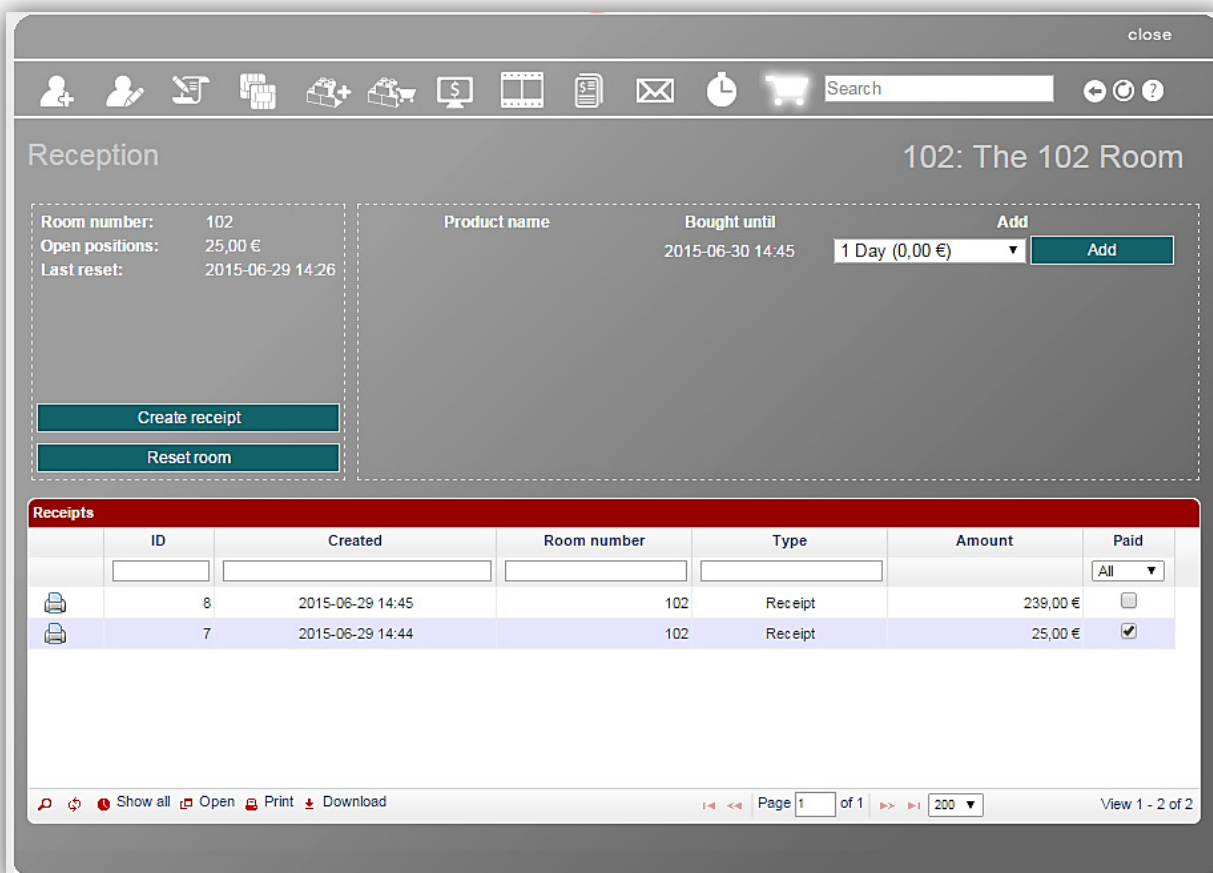 close
Search
?
Reception
102: The 102 Room
Room number: 102
Open positions: 25,00 €
Last reset: 2015-06-29 14:26
Create receipt
Reset room
Product name Bought until Add
2015-06-30 14:45 1 Day (0,00 €) Add
Receipts
ID Created Room number Type Amount Paid
All
8 2015-06-29 14:45 102 Receipt 239,00 €
7 2015-06-29 14:44 102 Receipt 25,00 €
Show all Open Print Download Page 1 of 1 200 View 1 - 2 of 2